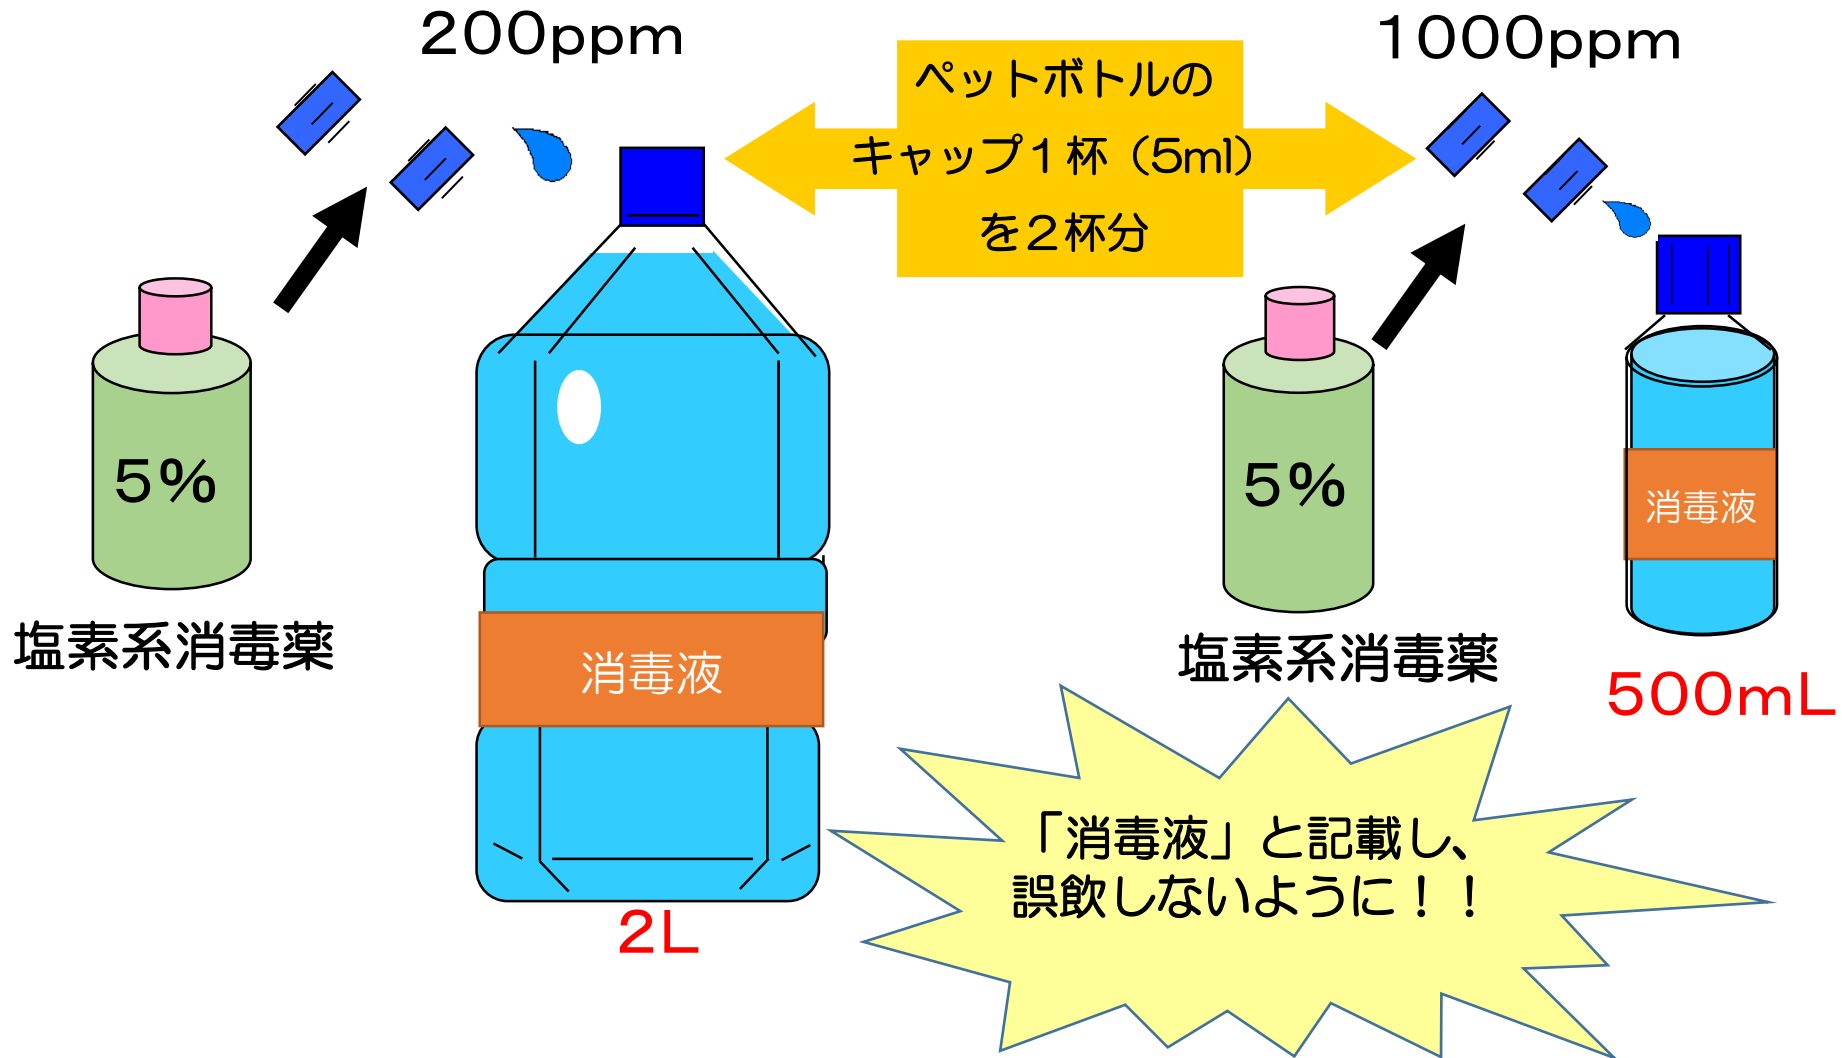 200ppm
1000ppm
ペットボトルの
キャップ1杯（5ml）
を2杯分
5%
塩素系消毒薬
消毒液
2L
5%
塩素系消毒薬
消毒液
500mL
「消毒液」と記載し、
誤飲しないように！！